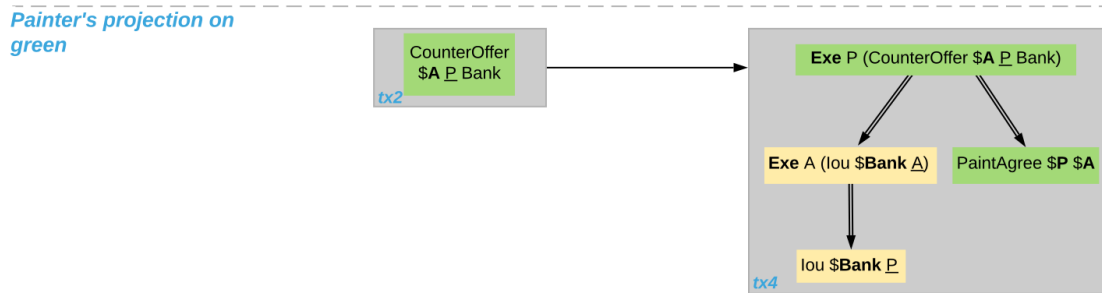 Painter's projection on
green
CounterOffer
$A P Bank
tx2
Exe P (CounterOffer $A P Bank)
Exe A (Iou $Bank A)
PaintAgree $P $A
Iou $Bank P
tx4